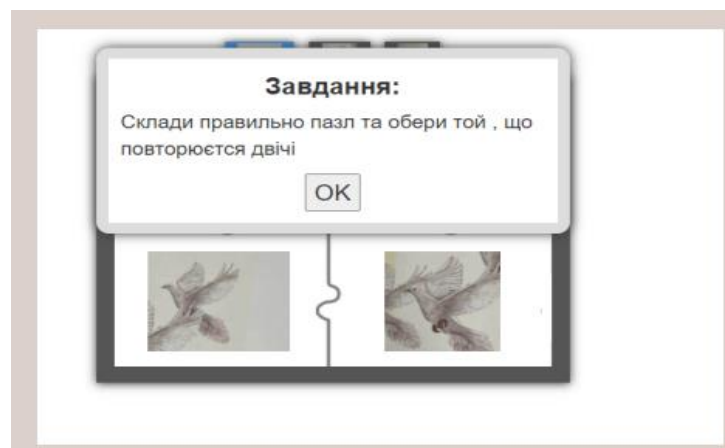 Завдання:
Склади правильно пазл та обери той , що
повторюєтся двічі
OK